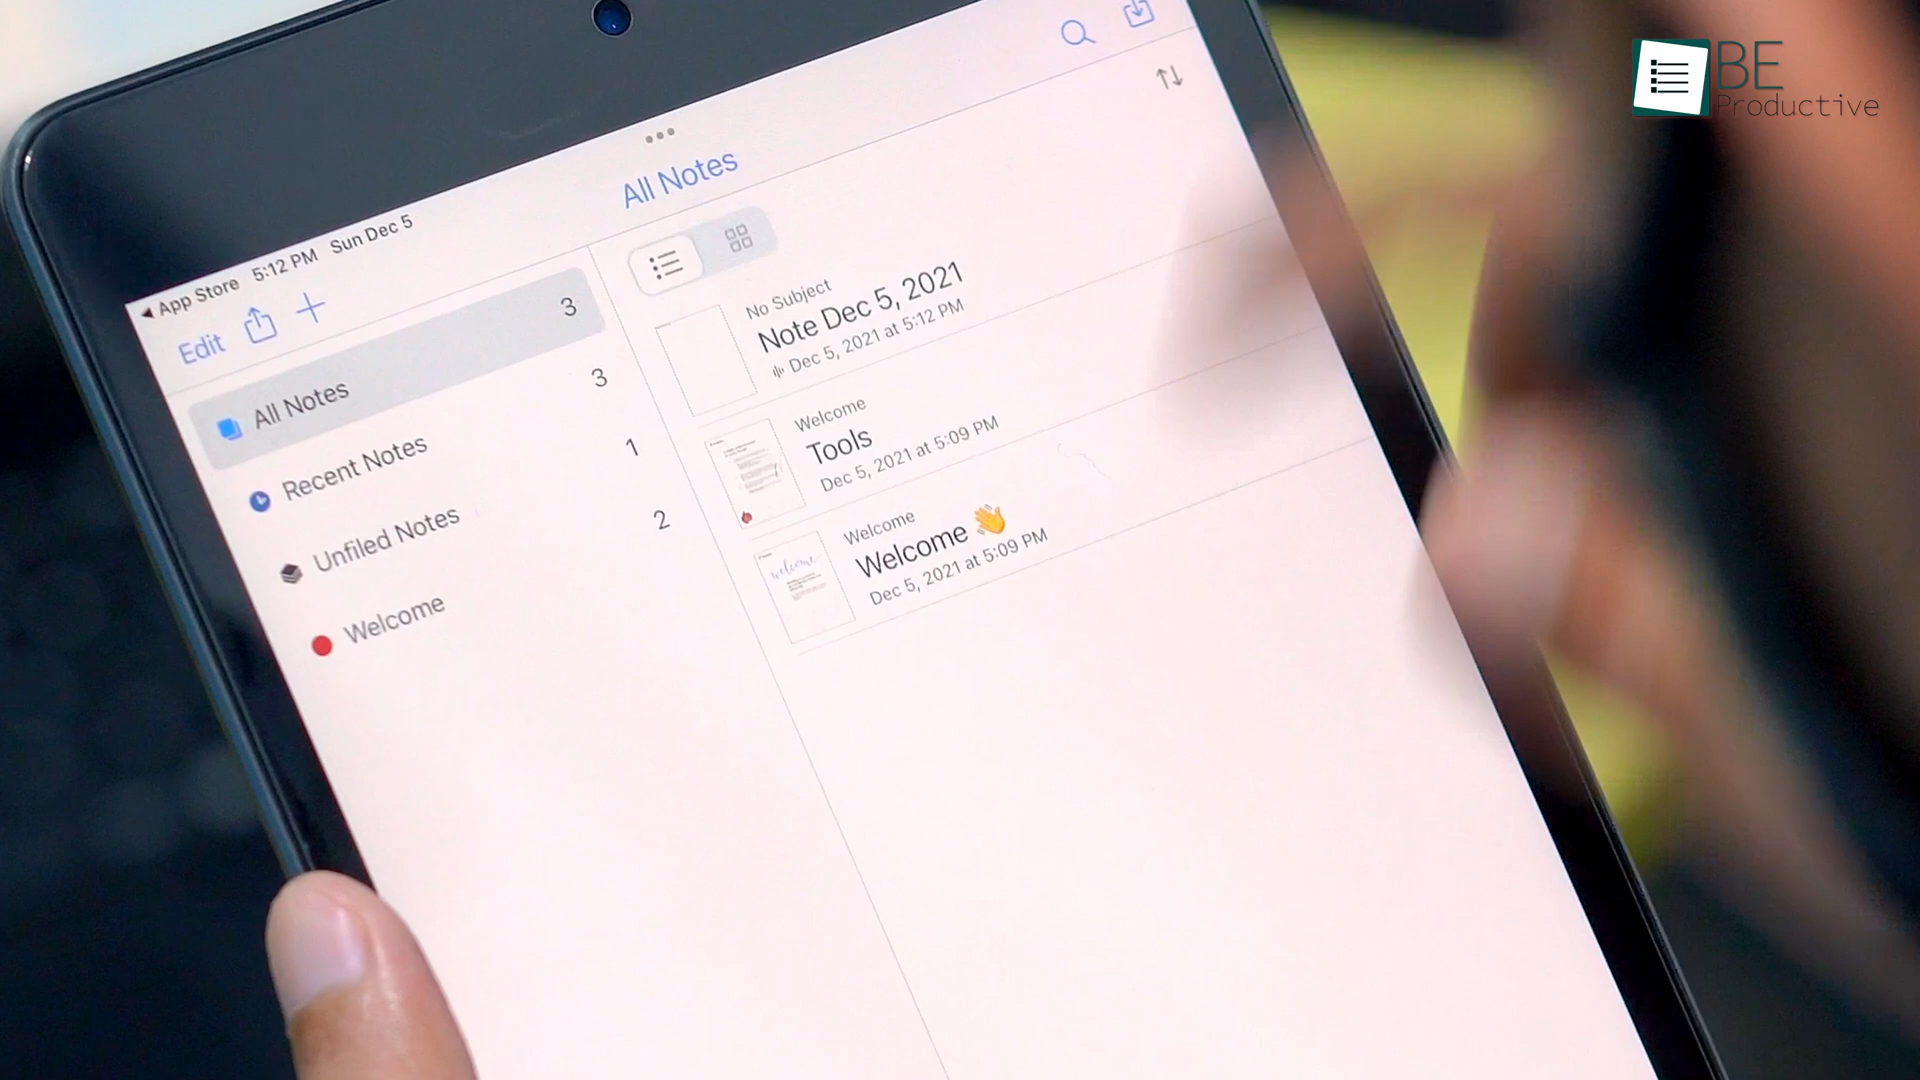 BE
Productive
App Store 5:12 PM Sun Dec 5
Edit
All Notes
All Notes 3
Recent Notes 3
Unfiled Notes 1
Welcome 2
No Subject
Note Dec 5, 2021
Dec 5, 2021 at 5:12 PM
Welcome
Tools
Dec 5, 2021 at 5:09 PM
welcome
Welcome
Welcome 👋
Dec 5, 2021 at 5:09 PM